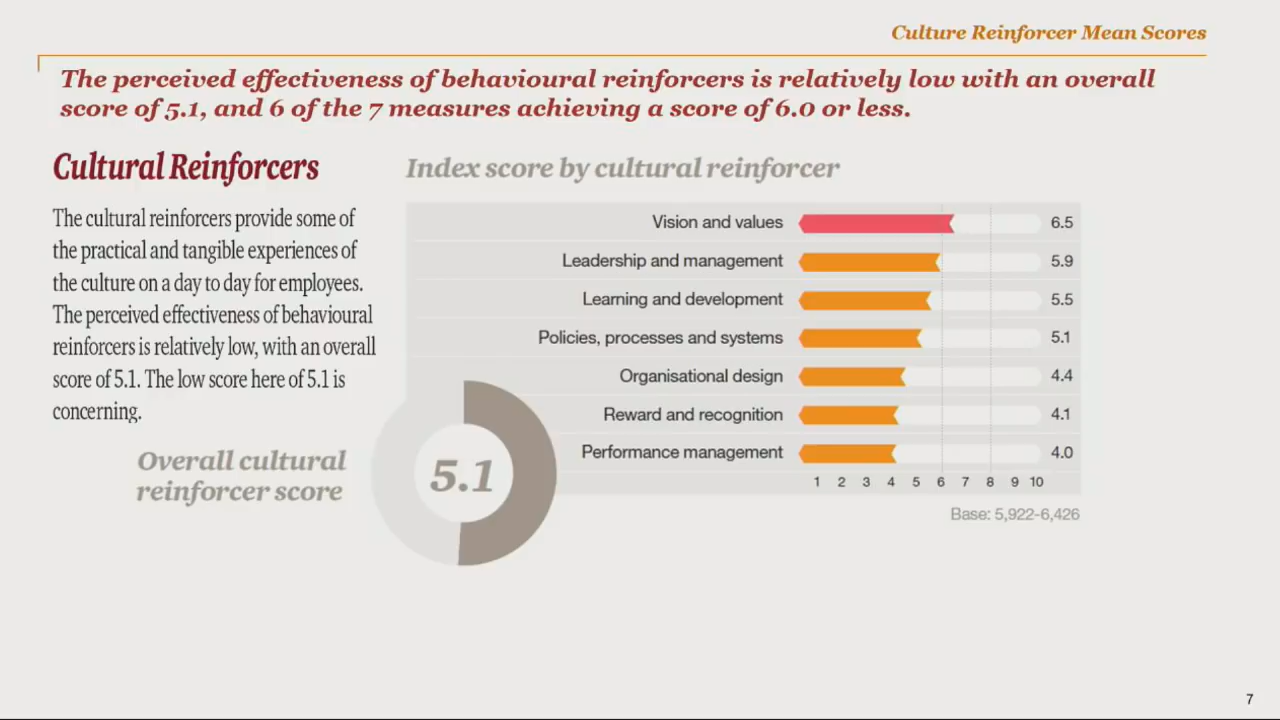 Culture Reinforcer Mean Scores
The perceived effectiveness of behavioural reinforcers is relatively low with an overall
score of 5.1, and 6 of the 7 measures achieving a score of 6.0 or less.
Cultural Reinforcers
The cultural reinforcers provide some of
the practical and tangible experiences of
the culture on a day to day for employees.
The perceived effectiveness of behavioural
reinforcers is relatively low, with an overall
score of 5.1. The low score here of 5.1 is
concerning.
Overall cultural
reinforcer score
5.1
Index score by cultural reinforcer
Vision and values 6.5
Leadership and management 5.9
Learning and development 5.5
Policies, processes and systems 5.1
Organisational design 4.4
Reward and recognition 4.1
Performance management 4.0
1 2 3 4 5 6 7 8 9 10
Base: 5,922-6,426
7